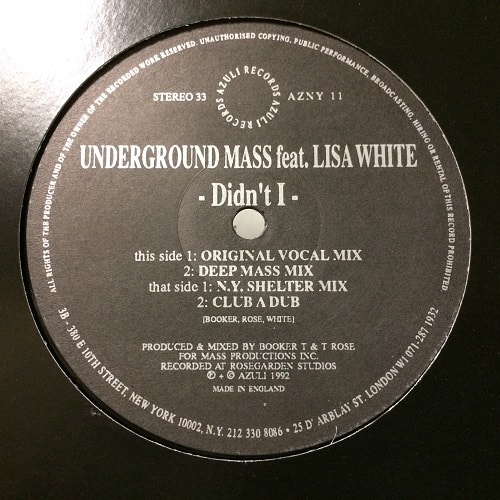 ALL RIGHTS OF THE PRODUCER AND OF THE OWNER OF THE RECORDED WORK RESERVED. UNAUTHORISED COPYING, PUBLIC PERFORMANCE, BROADCASTING, HIRING OR RENTAL OF THIS RECORD PROHIBITED.
AZULI RECORDS AZULI RECORDS
STEREO 33
AZNY 11
UNDERGROUND MASS feat. LISA WHITE
- Didn't I -
this side 1: ORIGINAL VOCAL MIX
2: DEEP MASS MIX
that side 1: N.Y. SHELTER MIX
2: CLUB A DUB
[BOOKER, ROSE, WHITE]
PRODUCED & MIXED BY BOOKER T & T ROSE
FOR MASS PRODUCTIONS INC.
RECORDED AT ROSEGARDEN STUDIOS
℗ + © AZULI 1992
MADE IN ENGLAND
3B - 380 E 10TH STREET, NEW YORK 10002, N.Y. 212 330 8086 • 25 D' ARBLAY ST. LONDON W1 071-287 1932